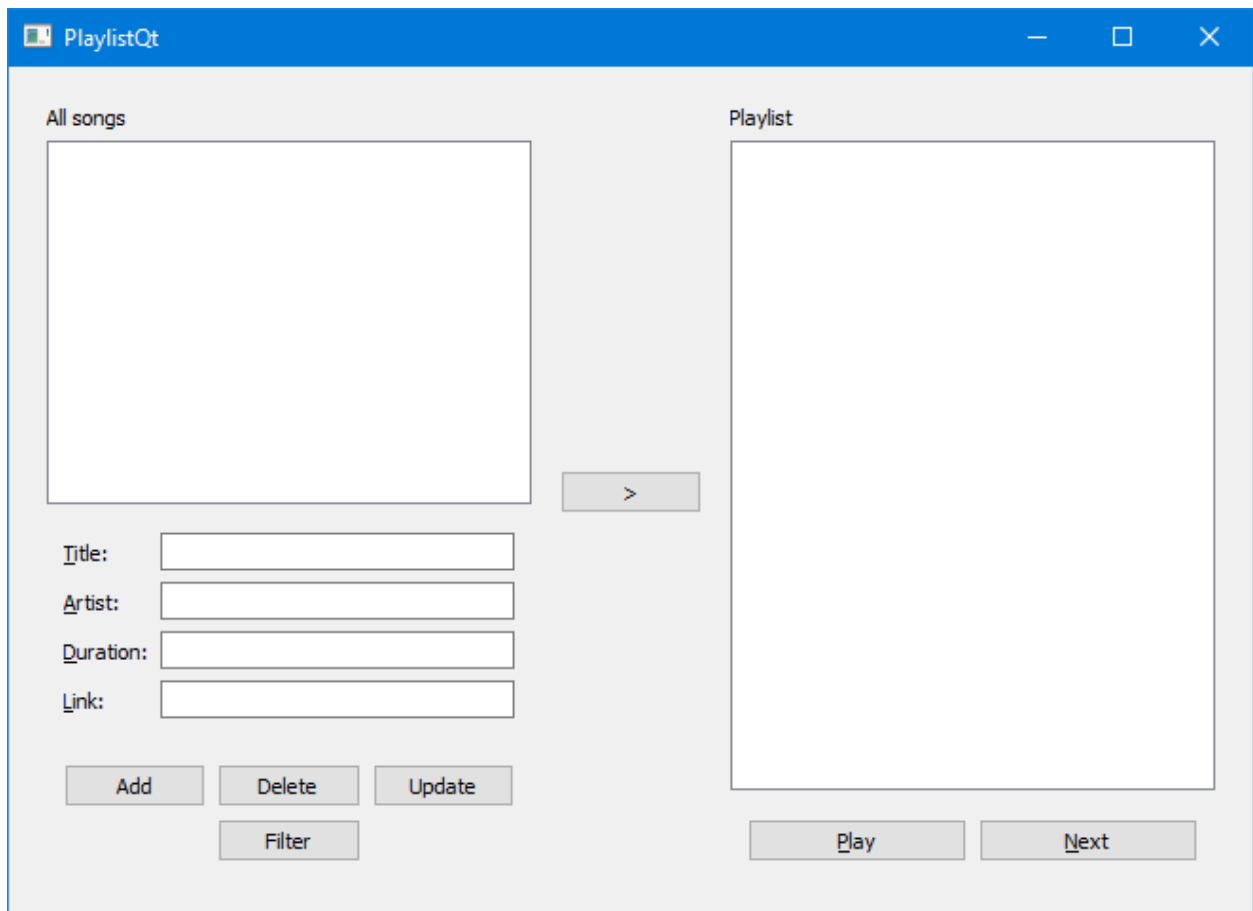 PlaylistQt
All songs
Playlist
>
Title:
Artist:
Duration:
Link:
Add Delete Update
Filter
Play Next